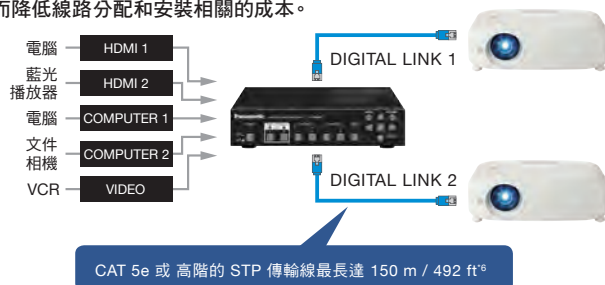 而降低線路分配和安裝相關的成本。
電腦 HDMI 1
藍光
播放器
HDMI 2
電腦 COMPUTER 1
文件
相機
COMPUTER 2
VCR VIDEO
Panasonic
DIGITAL LINK 1
DIGITAL LINK 2
CAT 5e 或 高階的 STP 傳輸線最長達 150 m / 492 ft*6